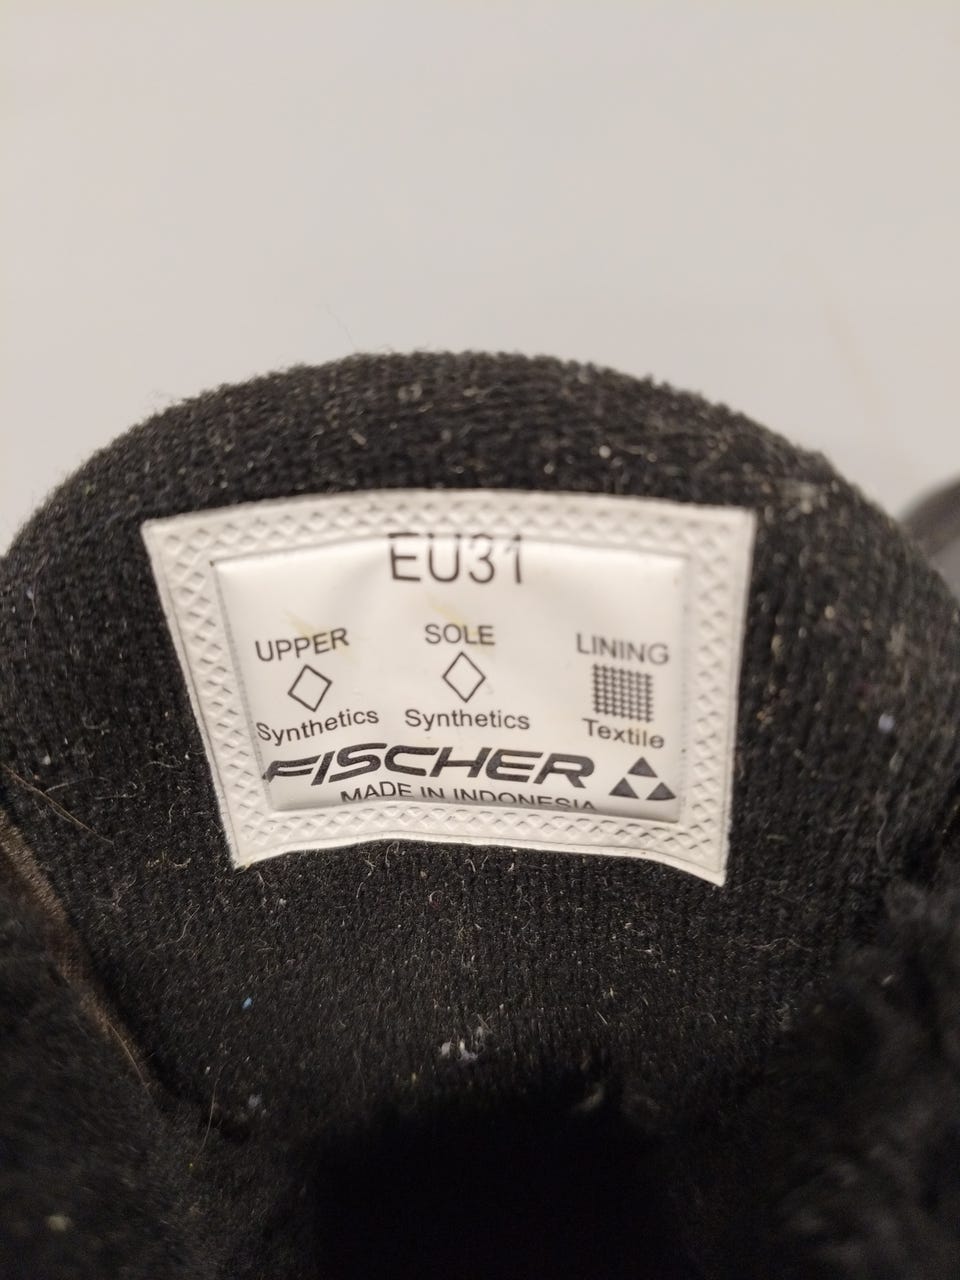 EU31
UPPER SOLE LINING
Synthetics Synthetics Textile
FISCHER
MADE IN INDONESIA